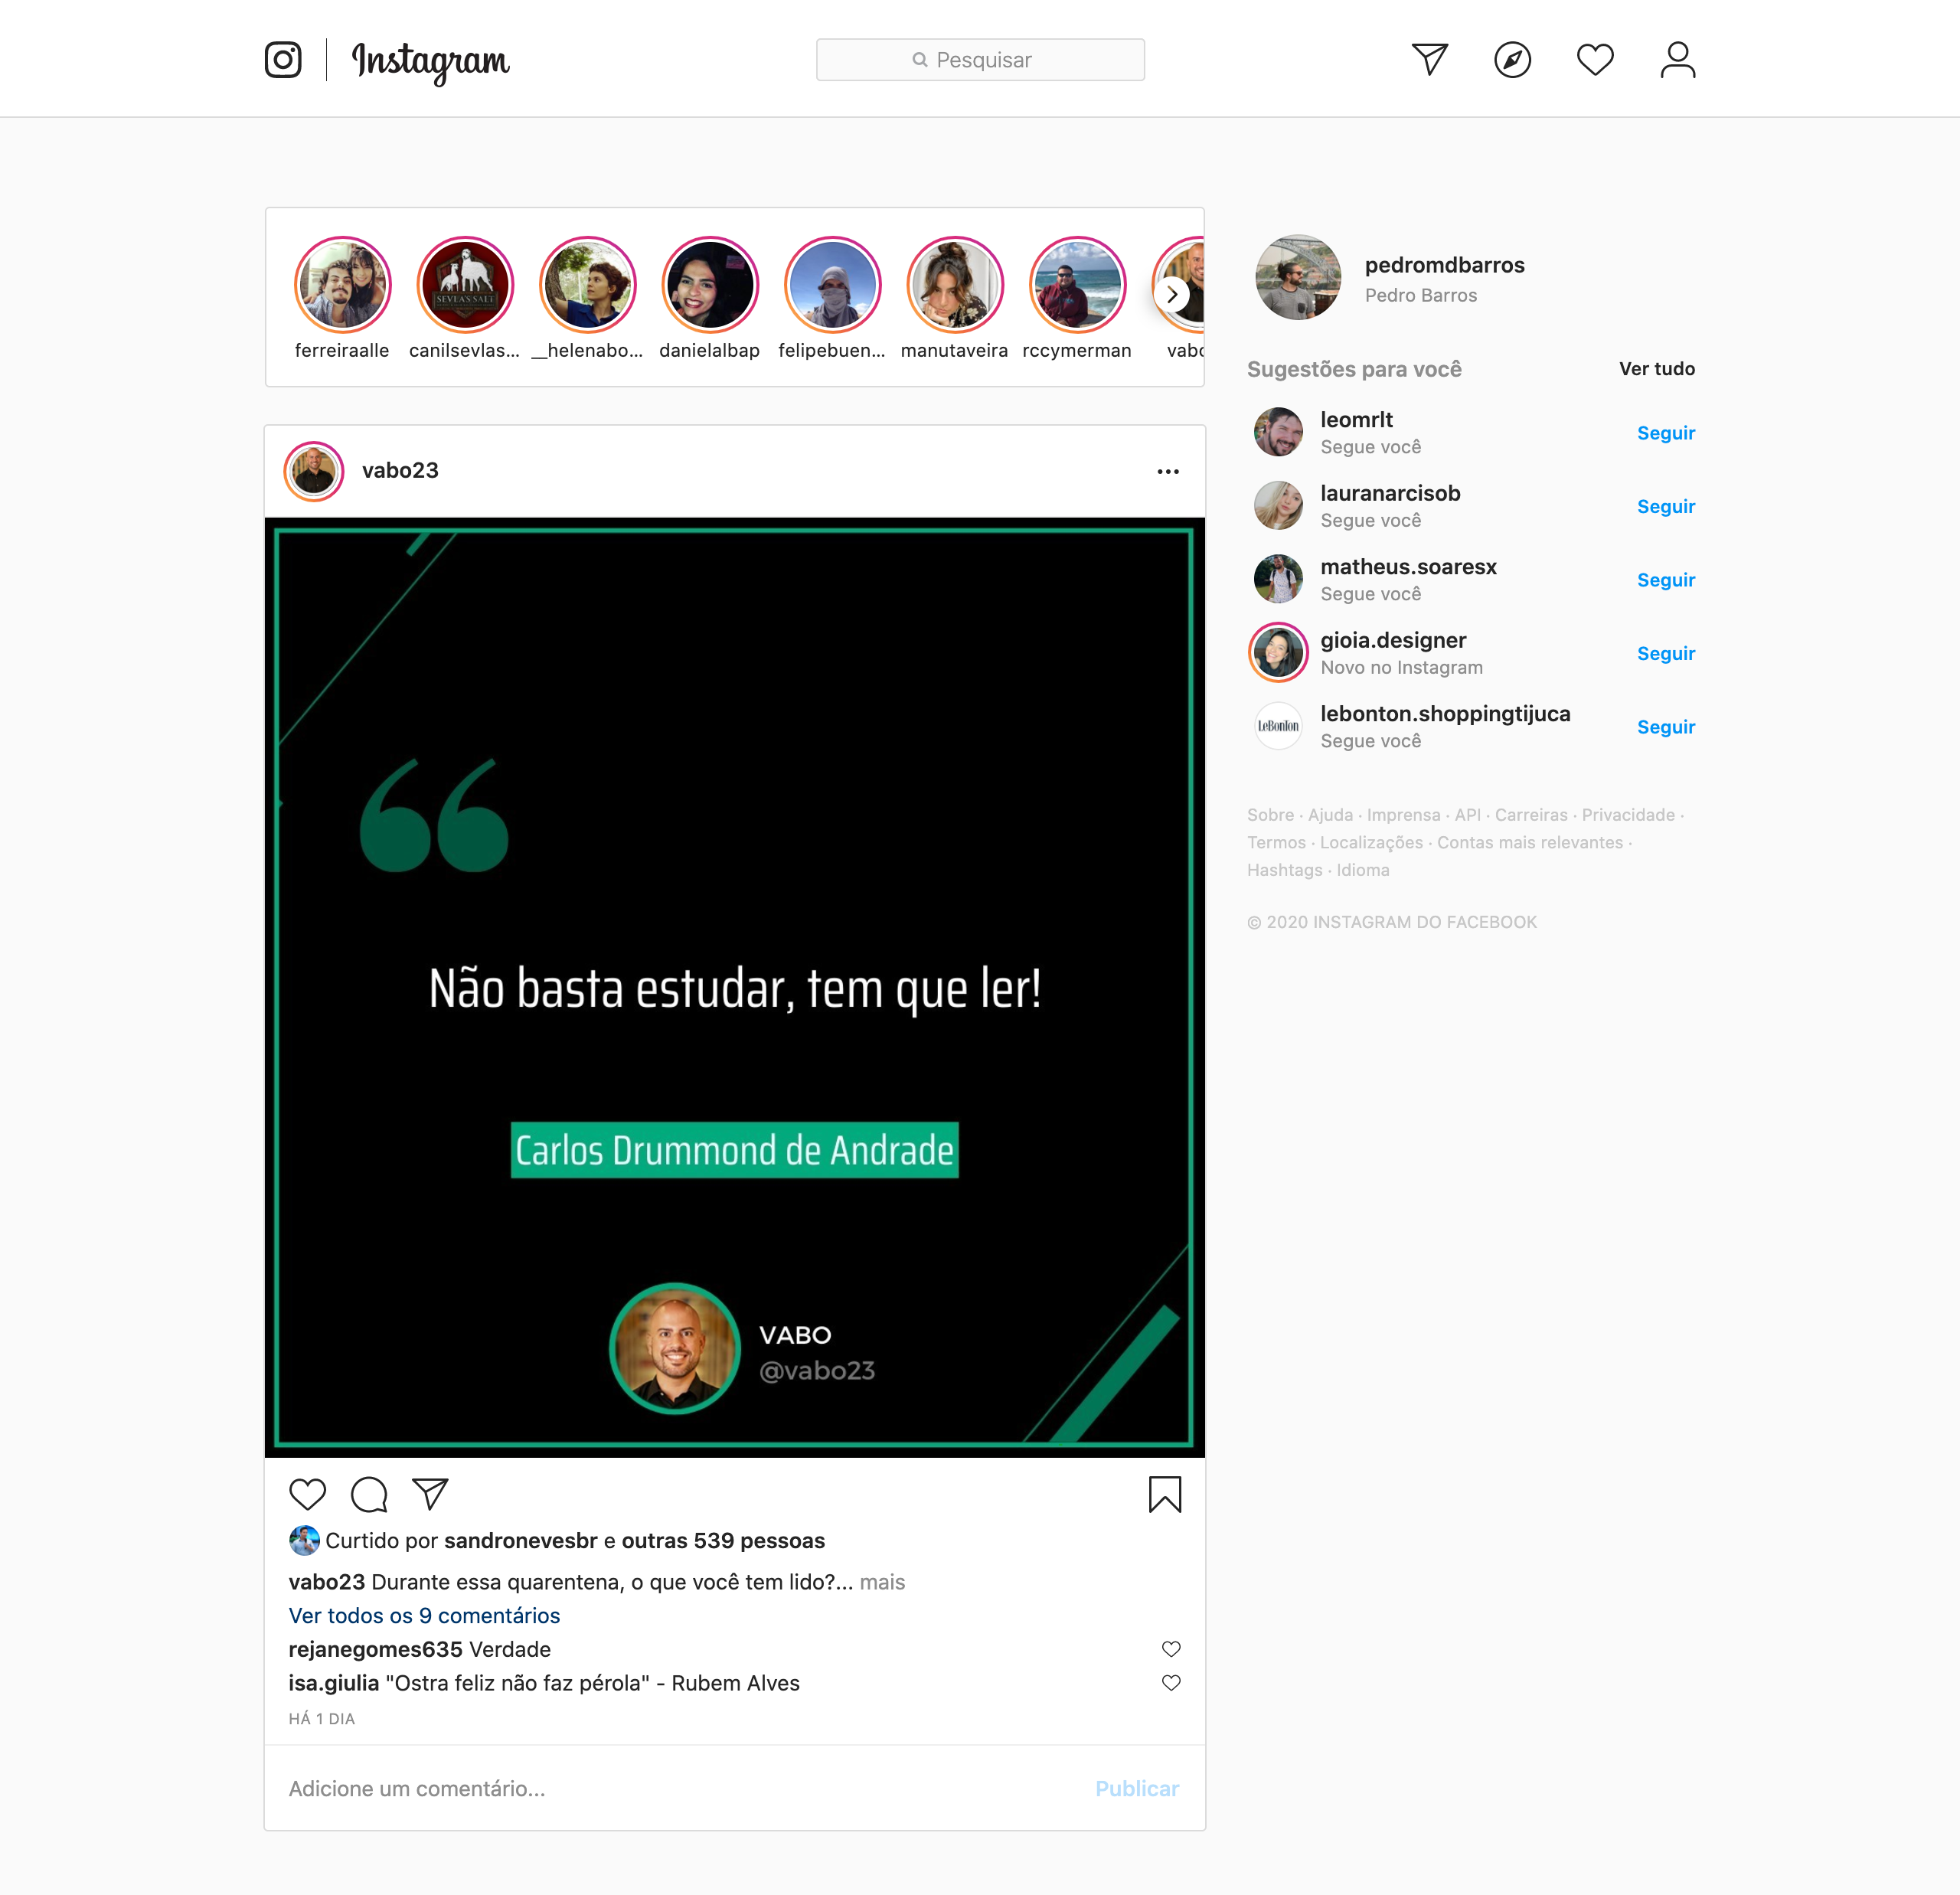 Instagram
Pesquisar
ferreiraalle
canilsevlas...
__helenabo...
danielalbap
felipebuen...
manutaveira
rccymerman
vabo
SEVLA'S SALT
pedromdbarros
Pedro Barros
Sugestões para você
Ver tudo
leomrlt
Segue você
Seguir
lauranarcisob
Segue você
Seguir
matheus.soaresx
Segue você
Seguir
gioia.designer
Novo no Instagram
Seguir
LeBonTon
lebonton.shoppingtijuca
Segue você
Seguir
Sobre · Ajuda · Imprensa · API · Carreiras · Privacidade ·
Termos · Localizações · Contas mais relevantes ·
Hashtags · Idioma
© 2020 INSTAGRAM DO FACEBOOK
vabo23
“
Não basta estudar, tem que ler!
Carlos Drummond de Andrade
VABO
@vabo23
Curtido por sandronevesbr e outras 539 pessoas
vabo23 Durante essa quarentena, o que você tem lido?... mais
Ver todos os 9 comentários
rejanegomes635 Verdade
isa.giulia "Ostra feliz não faz pérola" - Rubem Alves
HÁ 1 DIA
Adicione um comentário...
Publicar